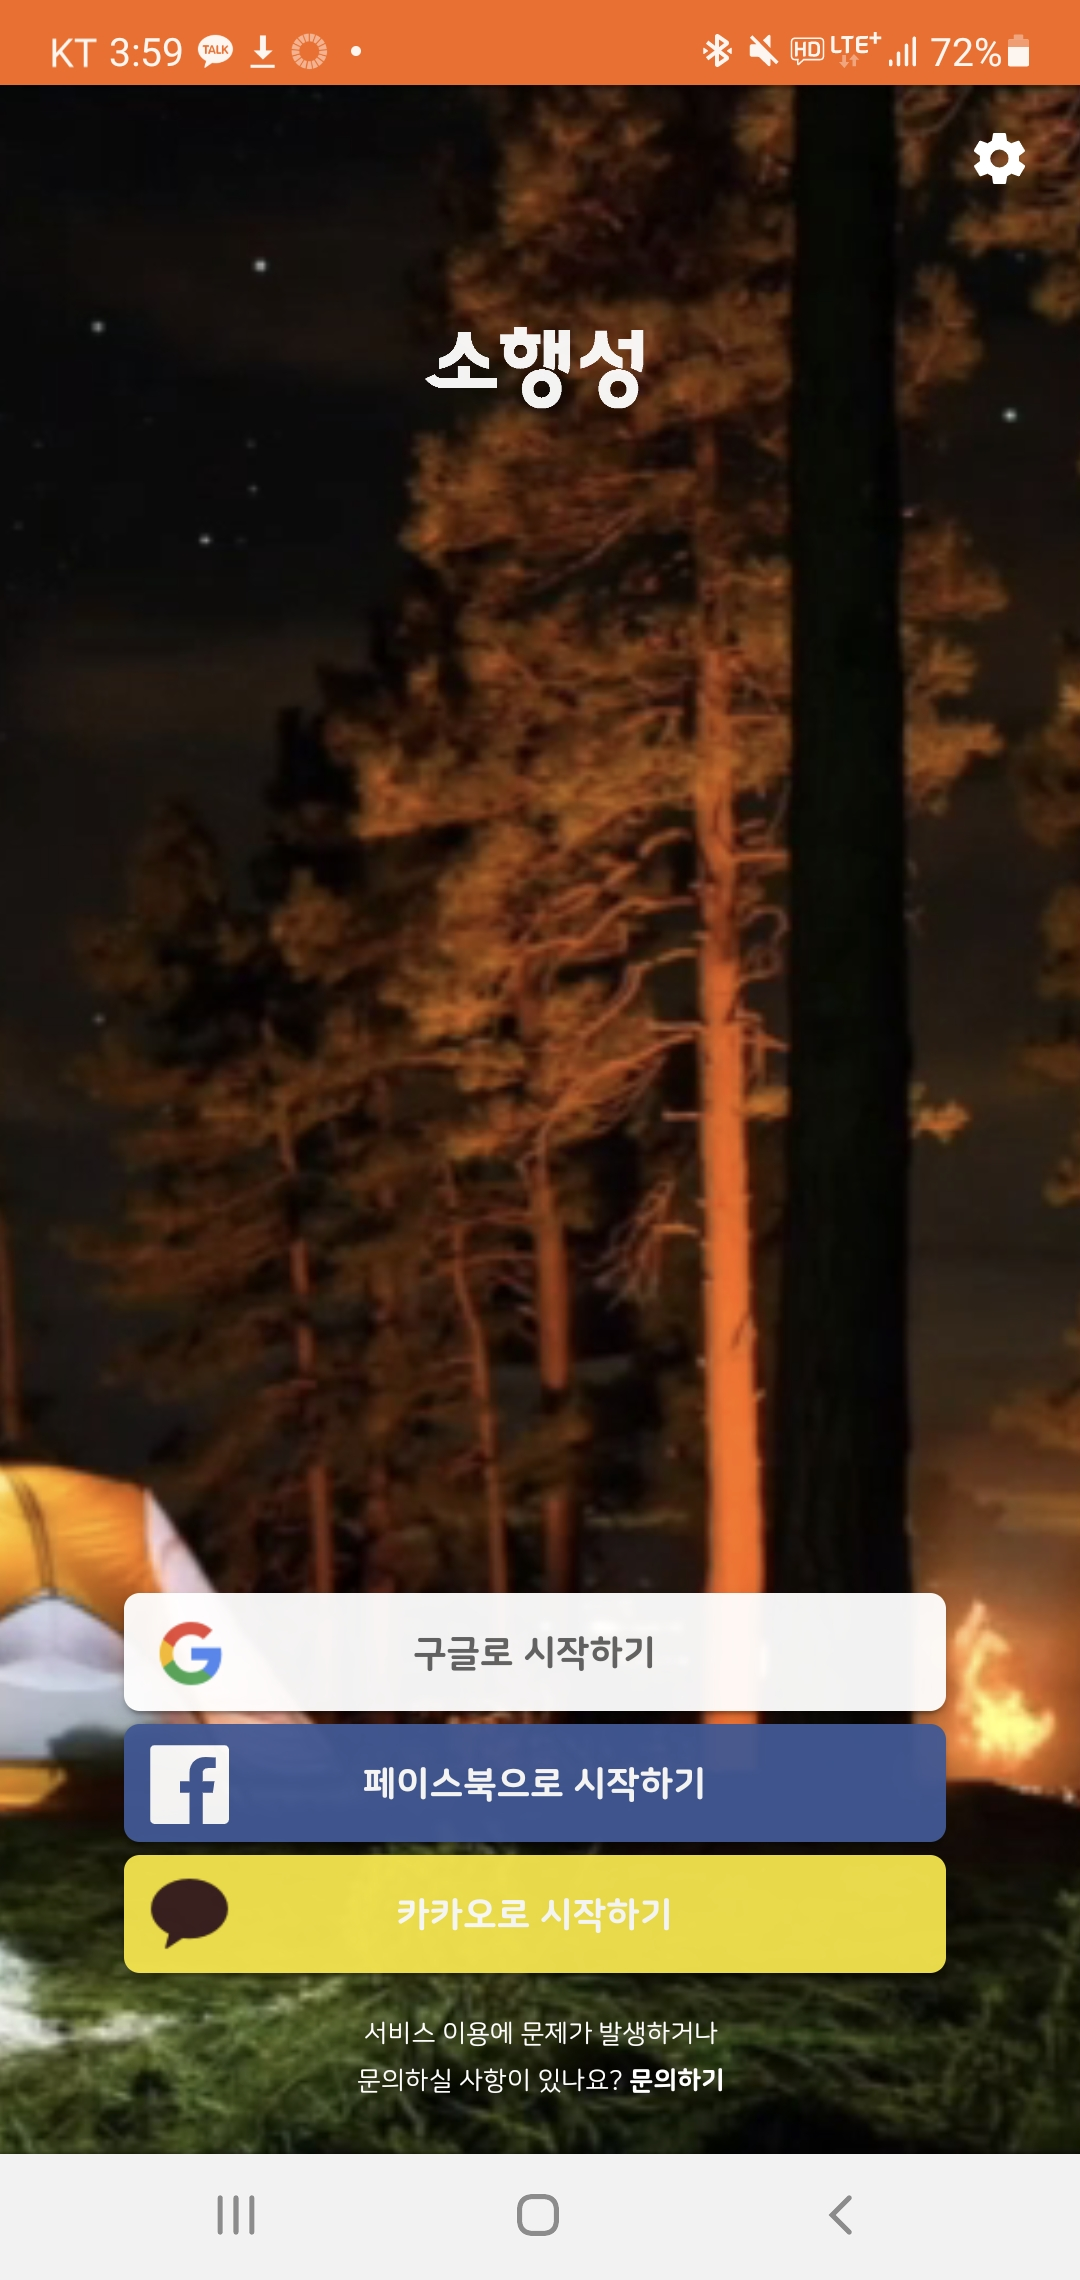 KT 3:59 TALK HD LTE+ 72%
소행성
구글로 시작하기
페이스북으로 시작하기
카카오로 시작하기
서비스 이용에 문제가 발생하거나
문의하실 사항이 있나요? 문의하기